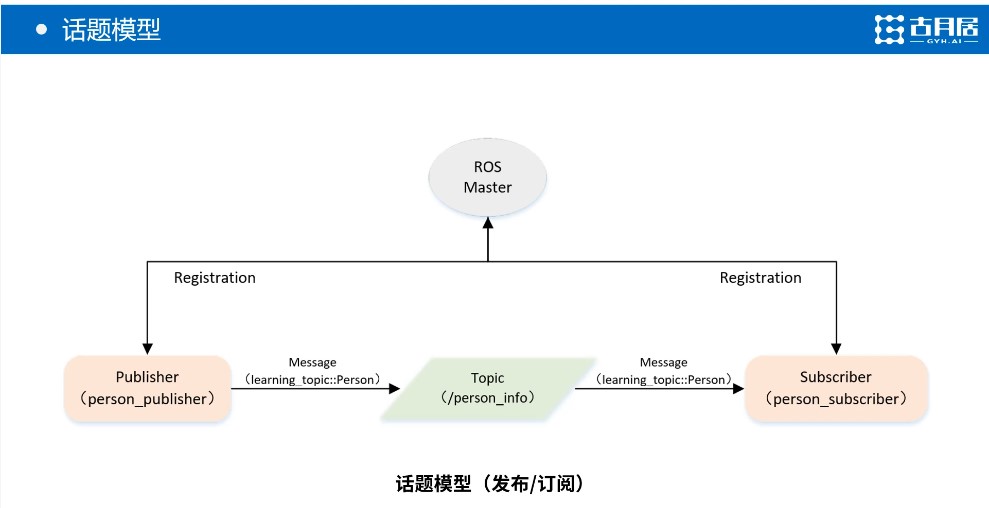 话题模型
古月居
GYH.AI
ROS
Master
Registration
Registration
Publisher
（person_publisher）
Message
（learning_topic::Person）
Topic
（/person_info）
Message
（learning_topic::Person）
Subscriber
（person_subscriber）
话题模型（发布/订阅）